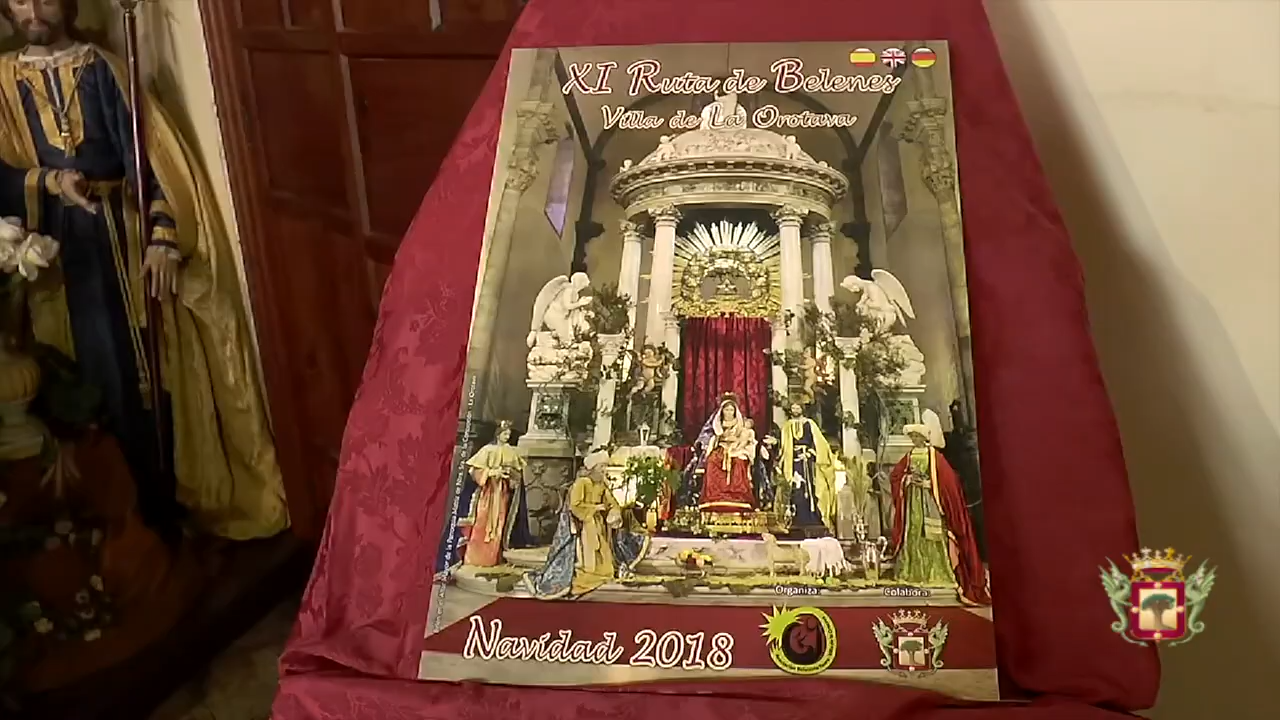 XI Ruta de Belenes
Villa de La Orotava
Organiza:
Colabora:
Navidad 2018